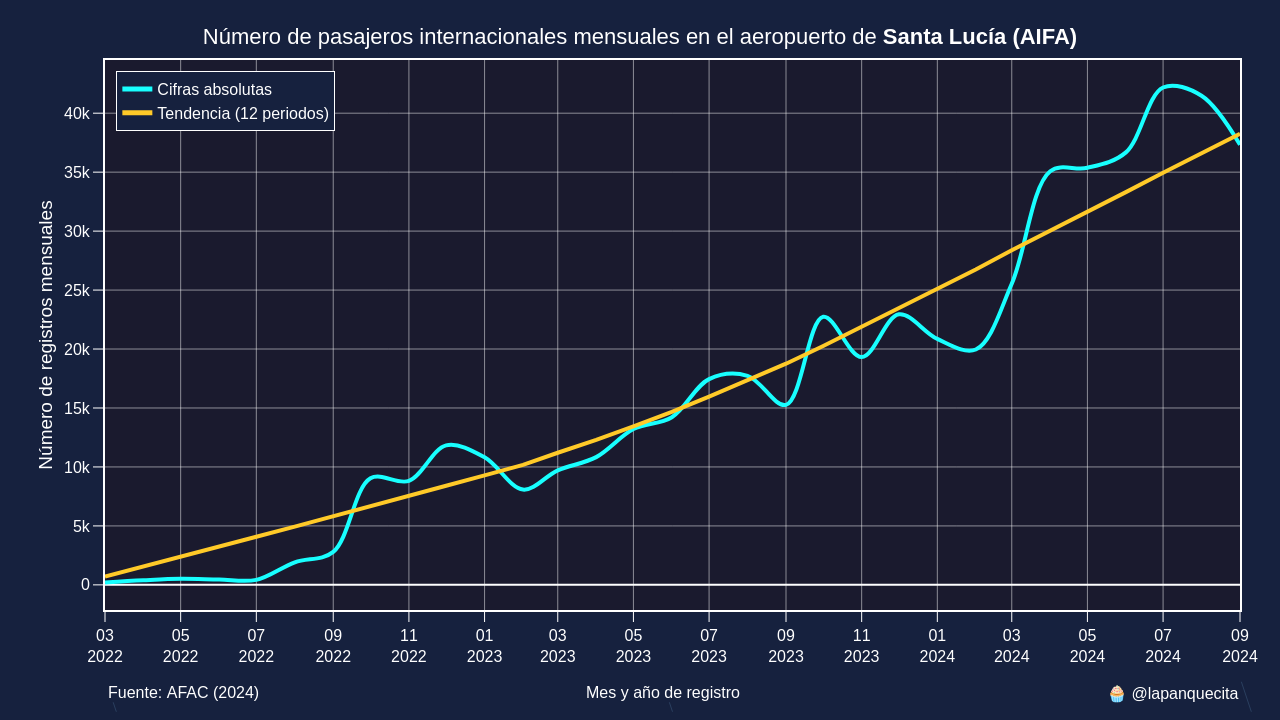 Número de pasajeros internacionales mensuales en el aeropuerto de Santa Lucía (AIFA)
Cifras absolutas
Tendencia (12 periodos)
Número de registros mensuales
40k
35k
30k
25k
20k
15k
10k
5k
0
03 05 07 09 11 01 03 05 07 09 11 01 03 05 07 09
2022 2022 2022 2022 2022 2023 2023 2023 2023 2023 2023 2024 2024 2024 2024 2024
Fuente: AFAC (2024)
Mes y año de registro
🧁 @lapanquecita